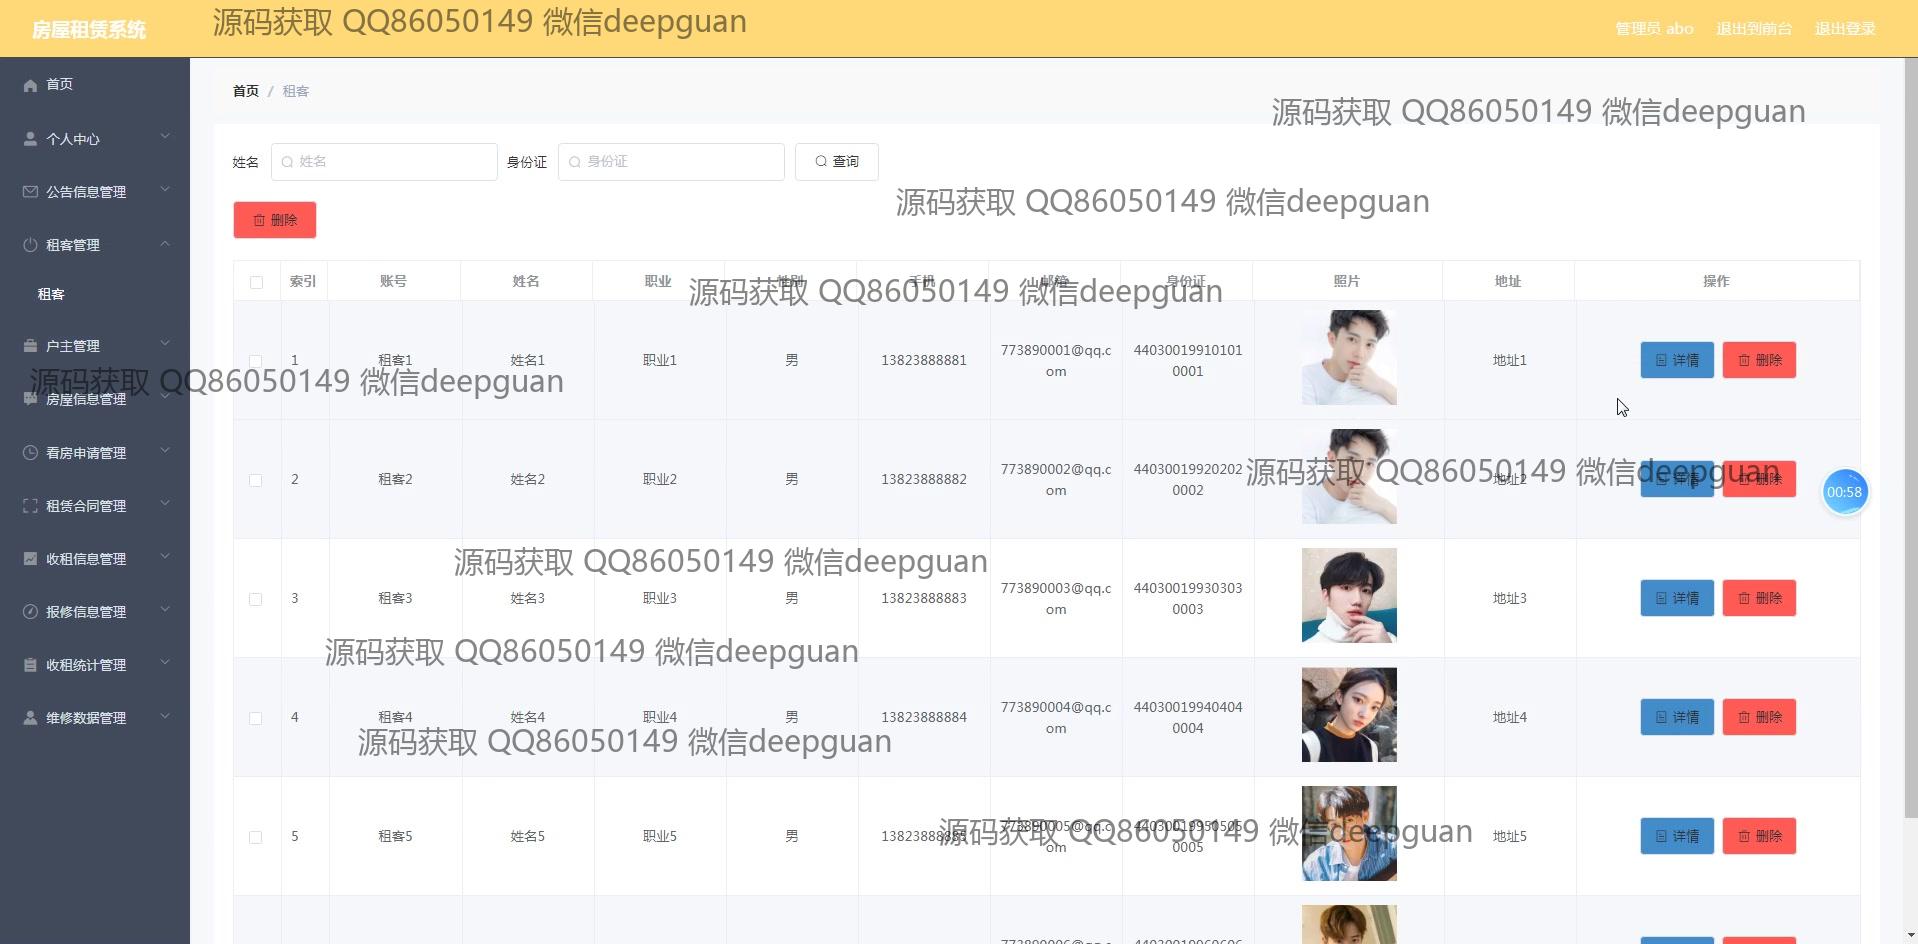 房屋租赁系统
源码获取 QQ86050149 微信deepguan
管理员 abo 退出到前台 退出登录
首页
个人中心
公告信息管理
租客管理
租客
户主管理
房屋信息管理
看房申请管理
租赁合同管理
收租信息管理
报修信息管理
收租统计管理
维修数据管理
首页 / 租客
源码获取 QQ86050149 微信deepguan
姓名 姓名 身份证 身份证 查询
源码获取 QQ86050149 微信deepguan
删除
索引 账号 姓名 职业 性别 手机 邮箱 身份证 照片 地址 操作
源码获取 QQ86050149 微信deepguan
1 租客1 姓名1 职业1 男 13823888881 773890001@qq.c 44030019910101 地址1 详情 删除
om 0001
源码获取 QQ86050149 微信deepguan
2 租客2 姓名2 职业2 男 13823888882 773890002@qq.c 44030019920202 地址2 详情 删除
om 0002
源码获取 QQ86050149 微信deepguan
00:58
源码获取 QQ86050149 微信deepguan
3 租客3 姓名3 职业3 男 13823888883 773890003@qq.c 44030019930303 地址3 详情 删除
om 0003
源码获取 QQ86050149 微信deepguan
4 租客4 姓名4 职业4 男 13823888884 773890004@qq.c 44030019940404 地址4 详情 删除
om 0004
源码获取 QQ86050149 微信deepguan
5 租客5 姓名5 职业5 男 13823888885 773890005@qq.c 44030019950505 地址5 详情 删除
om 0005
源码获取 QQ86050149 微信deepguan